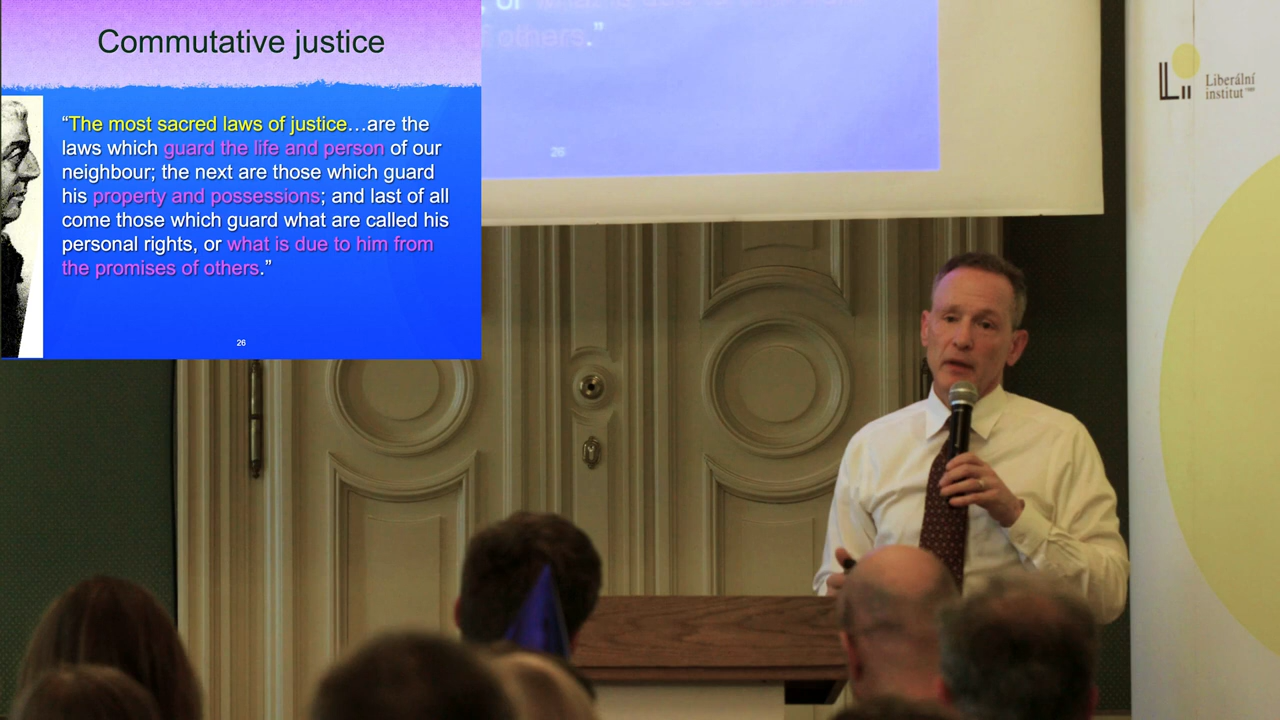 Commutative justice
“The most sacred laws of justice…are the
laws which guard the life and person of our
neighbour; the next are those which guard
his property and possessions; and last of all
come those which guard what are called his
personal rights, or what is due to him from
the promises of others.”
26
of others.”
26
Liberální
institut